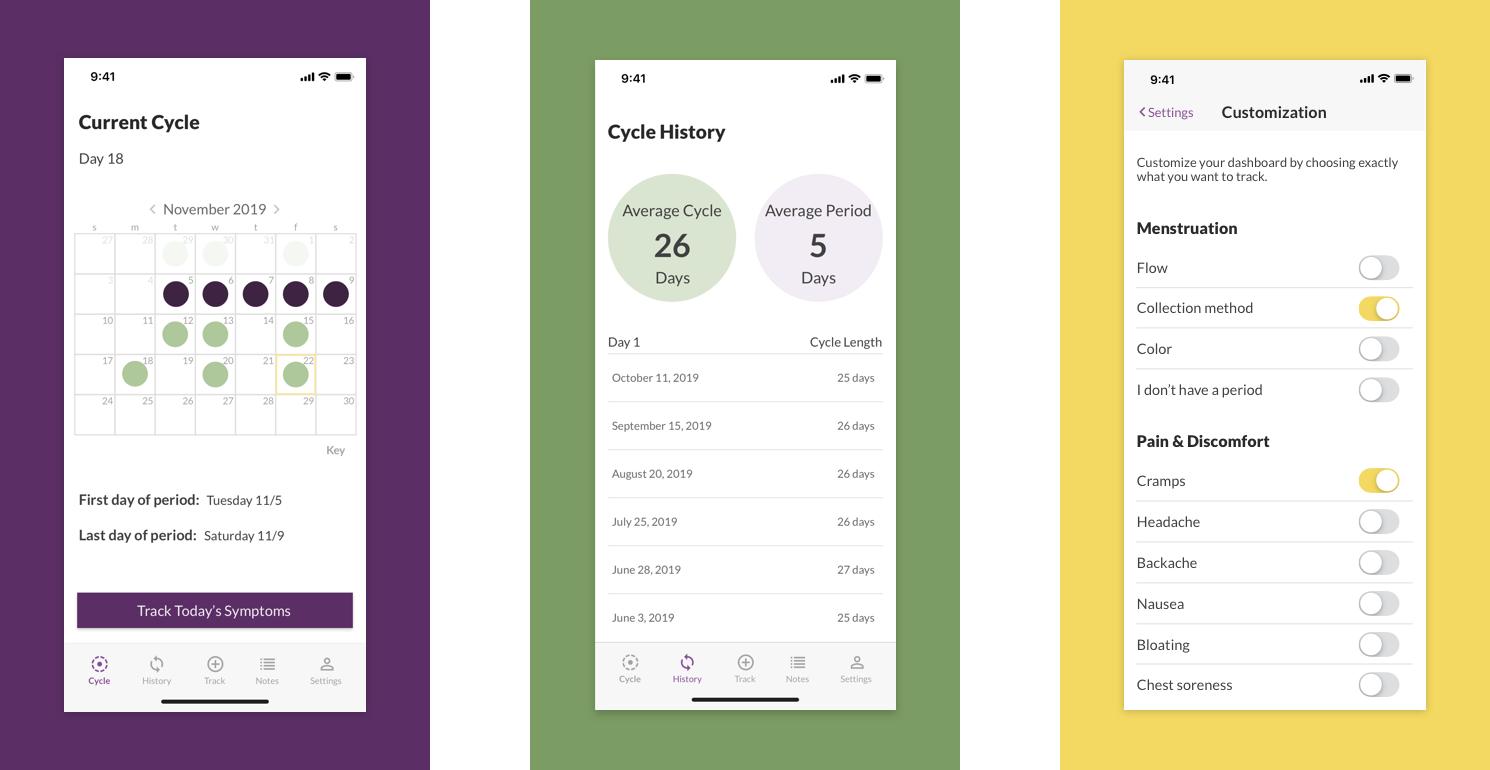 9:41
Current Cycle
Day 18
November 2019
s m t w t f s
27 28 29 30 31 1 2
3 4 5 6 7 8 9
10 11 12 13 14 15 16
17 18 19 20 21 22 23
24 25 26 27 28 29 30
Key
First day of period: Tuesday 11/5
Last day of period: Saturday 11/9
Track Today's Symptoms
Cycle History Track Notes Settings
9:41
Cycle History
Average Cycle
26
Days
Average Period
5
Days
Day 1 Cycle Length
October 11, 2019 25 days
September 15, 2019 26 days
August 20, 2019 26 days
July 25, 2019 26 days
June 28, 2019 27 days
June 3, 2019 25 days
Cycle History Track Notes Settings
9:41
Settings Customization
Customize your dashboard by choosing exactly
what you want to track.
Menstruation
Flow
Collection method
Color
I don't have a period
Pain & Discomfort
Cramps
Headache
Backache
Nausea
Bloating
Chest soreness